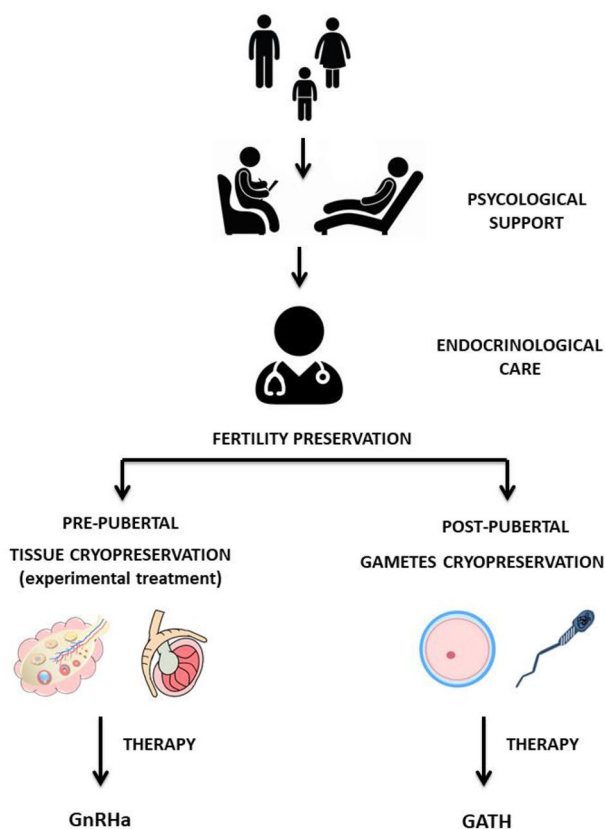 PSYCOLOGICAL
SUPPORT
ENDOCRINOLOGICAL
CARE
FERTILITY PRESERVATION
PRE-PUBERTAL
TISSUE CRYOPRESERVATION
(experimental treatment)
POST-PUBERTAL
GAMETES CRYOPRESERVATION
THERAPY
THERAPY
GnRHa
GATH